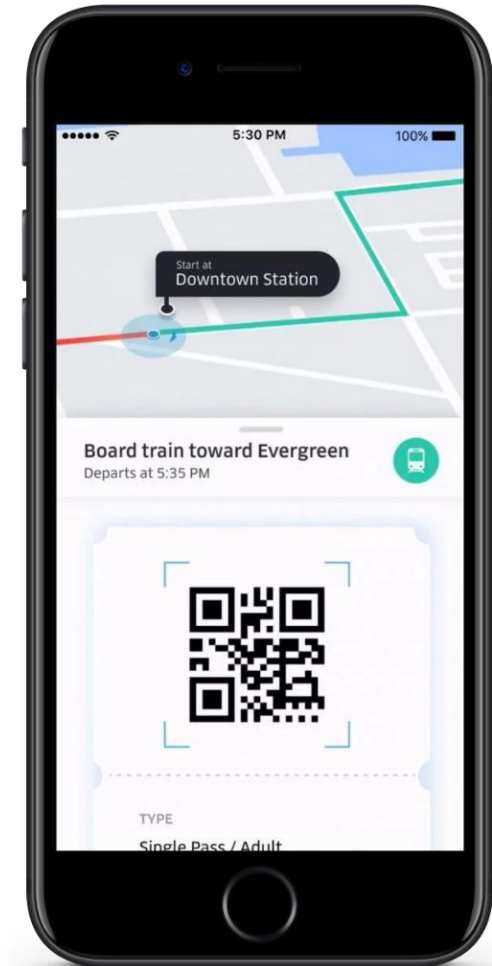 5:30 PM
100%
Start at
Downtown Station
Board train toward Evergreen
Departs at 5:35 PM
TYPE
Single Pass / Adult